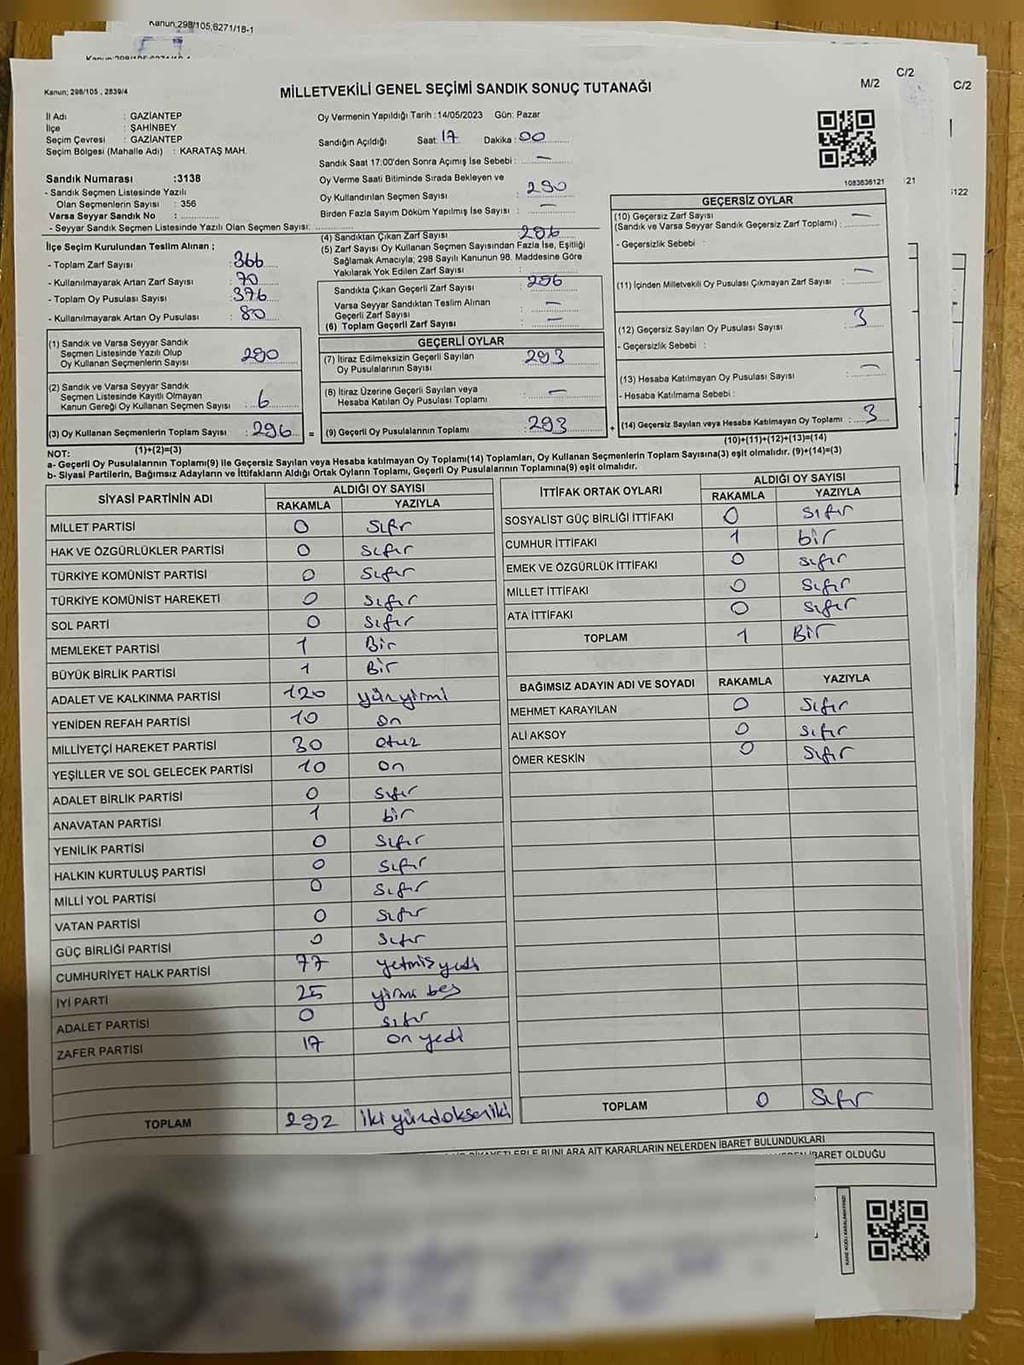 Kanun;298/105,6271/18-1
C/2
M/2
C/2
Kanun; 298/105 , 2839/4
MİLLETVEKİLİ GENEL SEÇİMİ SANDIK SONUÇ TUTANAĞI
İl Adı : GAZİANTEP
İlçe : ŞAHİNBEY
Seçim Çevresi : GAZİANTEP
Seçim Bölgesi (Mahalle Adı) : KARATAŞ MAH.
Sandık Numarası :3138
- Sandık Seçmen Listesinde Yazılı
Olan Seçmenlerin Sayısı : 356
Varsa Seyyar Sandık No :
- Seyyar Sandık Seçmen Listesinde Yazılı Olan Seçmen Sayısı:
Oy Vermenin Yapıldığı Tarih :14/05/2023 Gün: Pazar
Sandığın Açıldığı Saat: 17 Dakika : 00
Sandık Saat 17:00'den Sonra Açımış İse Sebebi : —
Oy Verme Saati Bitiminde Sırada Bekleyen ve
Oy Kullandırılan Seçmen Sayısı : 290
Birden Fazla Sayım Döküm Yapılmış İse Sayısı : —
1083636121
21
122
İlçe Seçim Kurulundan Teslim Alınan ;
- Toplam Zarf Sayısı : 366
- Kullanılmayarak Artan Zarf Sayısı : 70
- Toplam Oy Pusulası Sayısı : 376
- Kullanılmayarak Artan Oy Pusulası : 80
(1) Sandık ve Varsa Seyyar Sandık
Seçmen Listesinde Yazılı Olup
Oy Kullanan Seçmenlerin Sayısı : 290
(2) Sandık ve Varsa Seyyar Sandık
Seçmen Listesinde Kayıtlı Olmayan
Kanun Gereği Oy Kullanan Seçmen Sayısı : 6
(3) Oy Kullanan Seçmenlerin Toplam Sayısı : 296
(1)+(2)=(3)
(4) Sandıktan Çıkan Zarf Sayısı : 296
(5) Zarf Sayısı Oy Kullanan Seçmen Sayısından Fazla İse, Eşitliği
Sağlamak Amacıyla; 298 Sayılı Kanunun 98. Maddesine Göre
Yakılarak Yok Edilen Zarf Sayısı :
Sandıkta Çıkan Geçerli Zarf Sayısı : 296
Varsa Seyyar Sandıktan Teslim Alınan
Geçerli Zarf Sayısı : —
(6) Toplam Geçerli Zarf Sayısı : —
GEÇERLİ OYLAR
(7) İtiraz Edilmeksizin Geçerli Sayılan
Oy Pusulalarının Sayısı : 293
(8) İtiraz Üzerine Geçerli Sayılan veya
Hesaba Katılan Oy Pusulası Toplamı : —
= (9) Geçerli Oy Pusulalarının Toplamı : 293
GEÇERSİZ OYLAR
(10) Geçersiz Zarf Sayısı
(Sandık ve Varsa Seyyar Sandık Geçersiz Zarf Toplamı) : —
- Geçersizlik Sebebi :
(11) İçinden Milletvekili Oy Pusulası Çıkmayan Zarf Sayısı : —
(12) Geçersiz Sayılan Oy Pusulası Sayısı : 3
- Geçersizlik Sebebi :
(13) Hesaba Katılmayan Oy Pusulası Sayısı : —
- Hesaba Katılmama Sebebi :
+ (14) Geçersiz Sayılan veya Hesaba Katılmayan Oy Toplamı : 3
(10)+(11)+(12)+(13)=(14)
NOT:
a- Geçerli Oy Pusulalarının Toplamı(9) ile Geçersiz Sayılan veya Hesaba katılmayan Oy Toplamı(14) Toplamları, Oy Kullanan Seçmenlerin Toplam Sayısına(3) eşit olmalıdır. (9)+(14)=(3)
b- Siyasi Partilerin, Bağımsız Adayların ve İttifakların Aldığı Ortak Oyların Toplamı, Geçerli Oy Pusulalarının Toplamına(9) eşit olmalıdır.
SİYASİ PARTİNİN ADI ALDIĞI OY SAYISI
RAKAMLA YAZIYLA
MİLLET PARTİSİ 0 Sıfır
HAK VE ÖZGÜRLÜKLER PARTİSİ 0 Sıfır
TÜRKİYE KOMÜNİST PARTİSİ 0 Sıfır
TÜRKİYE KOMÜNİST HAREKETİ 0 Sıfır
SOL PARTİ 0 Sıfır
MEMLEKET PARTİSİ 1 Bir
BÜYÜK BİRLİK PARTİSİ 1 Bir
ADALET VE KALKINMA PARTİSİ 120 yüzyirmi
YENİDEN REFAH PARTİSİ 10 on
MİLLİYETÇİ HAREKET PARTİSİ 30 otuz
YEŞİLLER VE SOL GELECEK PARTİSİ 10 on
ADALET BİRLİK PARTİSİ 0 Sıfır
ANAVATAN PARTİSİ 1 bir
YENİLİK PARTİSİ 0 Sıfır
HALKIN KURTULUŞ PARTİSİ 0 Sıfır
MİLLİ YOL PARTİSİ 0 Sıfır
VATAN PARTİSİ 0 Sıfır
GÜÇ BİRLİĞİ PARTİSİ 0 Sıfır
CUMHURİYET HALK PARTİSİ 77 yetmişyedi
İYİ PARTİ 25 yirmi beş
ADALET PARTİSİ 0 sıfır
ZAFER PARTİSİ 17 on yedi
TOPLAM 292 İki yüzdoksaniki
İTTİFAK ORTAK OYLARI ALDIĞI OY SAYISI
RAKAMLA YAZIYLA
SOSYALİST GÜÇ BİRLİĞİ İTTİFAKI 0 Sıfır
CUMHUR İTTİFAKI 1 bir
EMEK VE ÖZGÜRLÜK İTTİFAKI 0 Sıfır
MİLLET İTTİFAKI 0 Sıfır
ATA İTTİFAKI 0 Sıfır
TOPLAM 1 Bir
BAĞIMSIZ ADAYIN ADI VE SOYADI RAKAMLA YAZIYLA
MEHMET KARAYILAN 0 Sıfır
ALİ AKSOY 0 Sıfır
ÖMER KESKİN 0 Sıfır
TOPLAM 0 Sıfır
BUNLARA AİT KARARLARIN NELERDEN İBARET BULUNDUKLARI
İBARET OLDUĞU